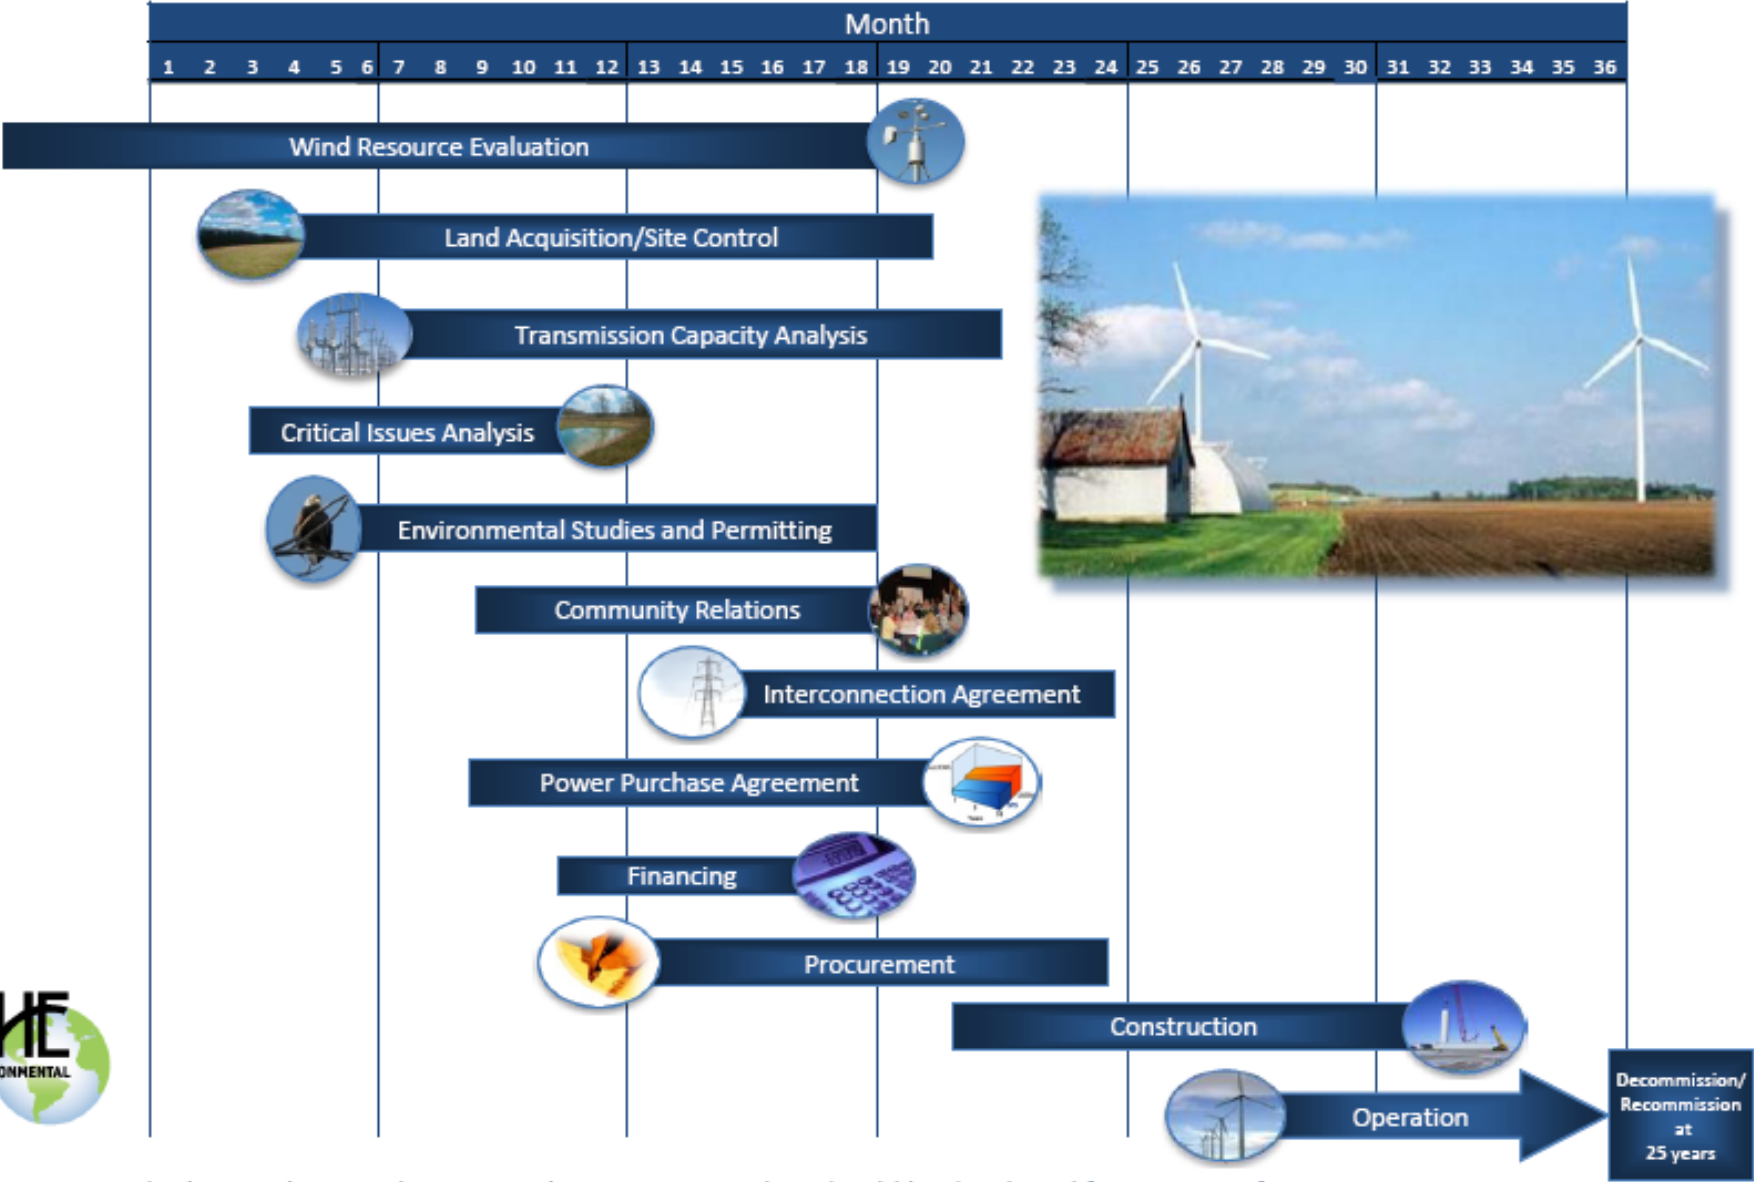 Month
1 2 3 4 5 6 7 8 9 10 11 12 13 14 15 16 17 18 19 20 21 22 23 24 25 26 27 28 29 30 31 32 33 34 35 36
Wind Resource Evaluation
Land Acquisition/Site Control
Transmission Capacity Analysis
Critical Issues Analysis
Environmental Studies and Permitting
Community Relations
Interconnection Agreement
Power Purchase Agreement
Financing
Procurement
Construction
HE
ONMENTAL
Operation
Decommission/
Recommission
at
25 years